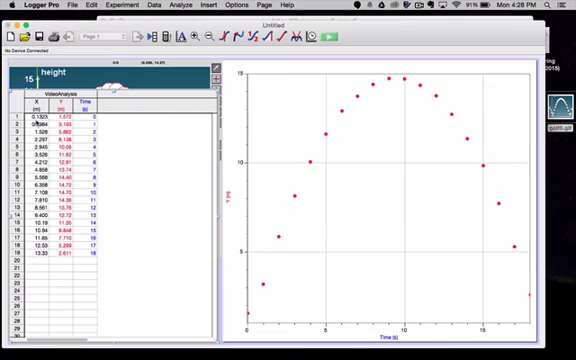 Logger Pro File Edit Experiment Data Analyze Insert Options Page Help 91% Mon 4:26 PM
Untitled
Page 1
No Device Connected
height
15
VideoAnalysis
X Y Time
(m) (m) (s)
1 0.1323 1.572 0
2 3.193 1
3 1.528 5.862 2
4 2.297 8.138 3
5 2.945 10.08 4
6 3.526 11.62 5
7 4.212 12.91 6
8 4.858 13.74 7
9 5.568 14.40 8
10 6.358 14.72 9
11 7.108 14.70 10
12 7.810 14.36 11
13 8.561 13.76 12
14 9.400 12.72 13
15 10.19 11.35 14
16 10.94 9.848 15
17 11.65 7.710 16
18 12.53 5.299 17
19 13.33 2.611 18
20
21
22
23
24
25
26
27
28
29
15
10
5
Y (m)
0 5 10 15
Time (s)
golf5.gif
2015)